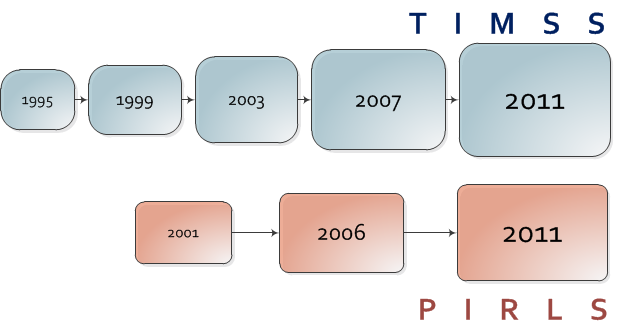 T I M S S
1995 1999 2003 2007 2011
2001 2006 2011
P I R L S